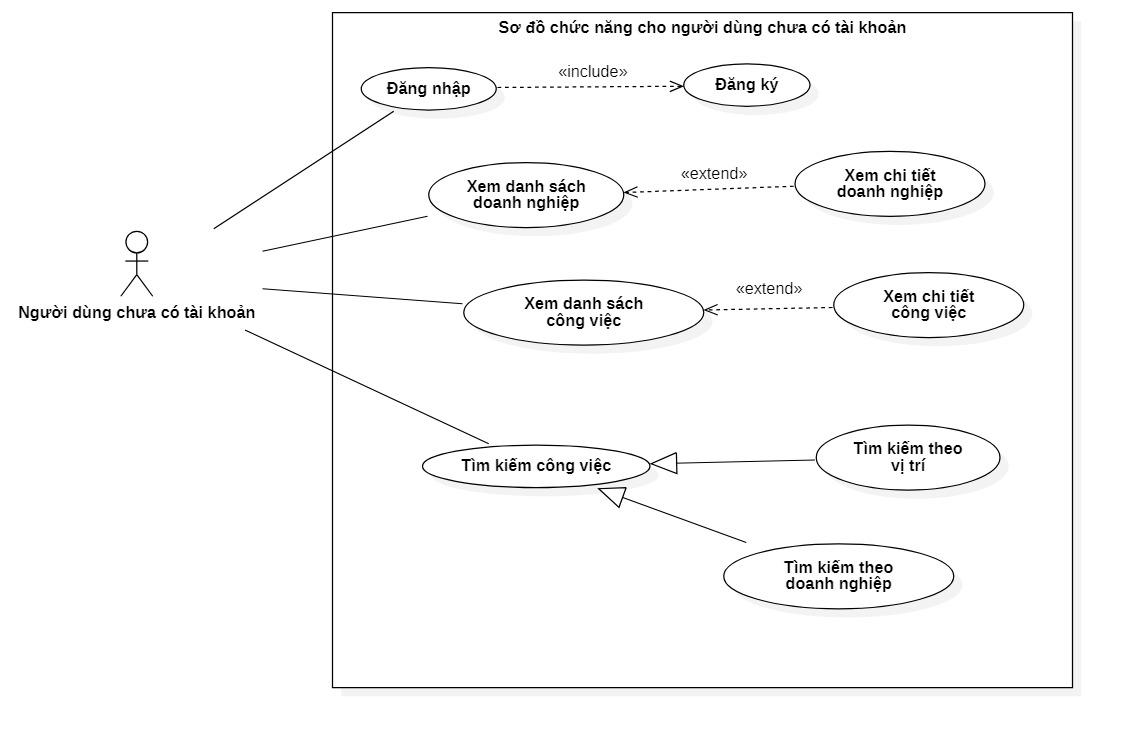 Sơ đồ chức năng cho người dùng chưa có tài khoản
Đăng nhập
«include»
Đăng ký
Xem danh sách
doanh nghiệp
«extend»
Xem chi tiết
doanh nghiệp
Người dùng chưa có tài khoản
Xem danh sách
công việc
«extend»
Xem chi tiết
công việc
Tìm kiếm công việc
Tìm kiếm theo
vị trí
Tìm kiếm theo
doanh nghiệp